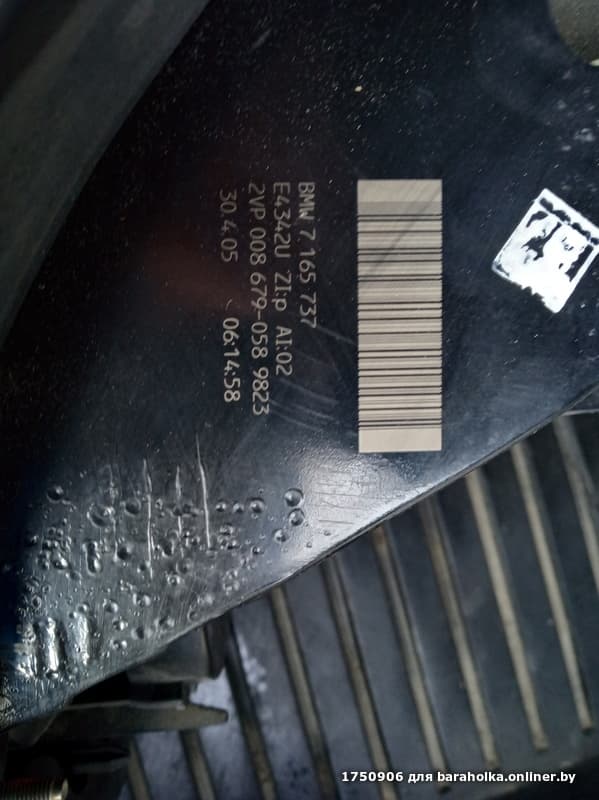 BMW 7 165 737
E4342U ZI:p AI:02
2VP 008 679-058 9823
30.4.05 06:14:58
1750906 для baraholka.onliner.by